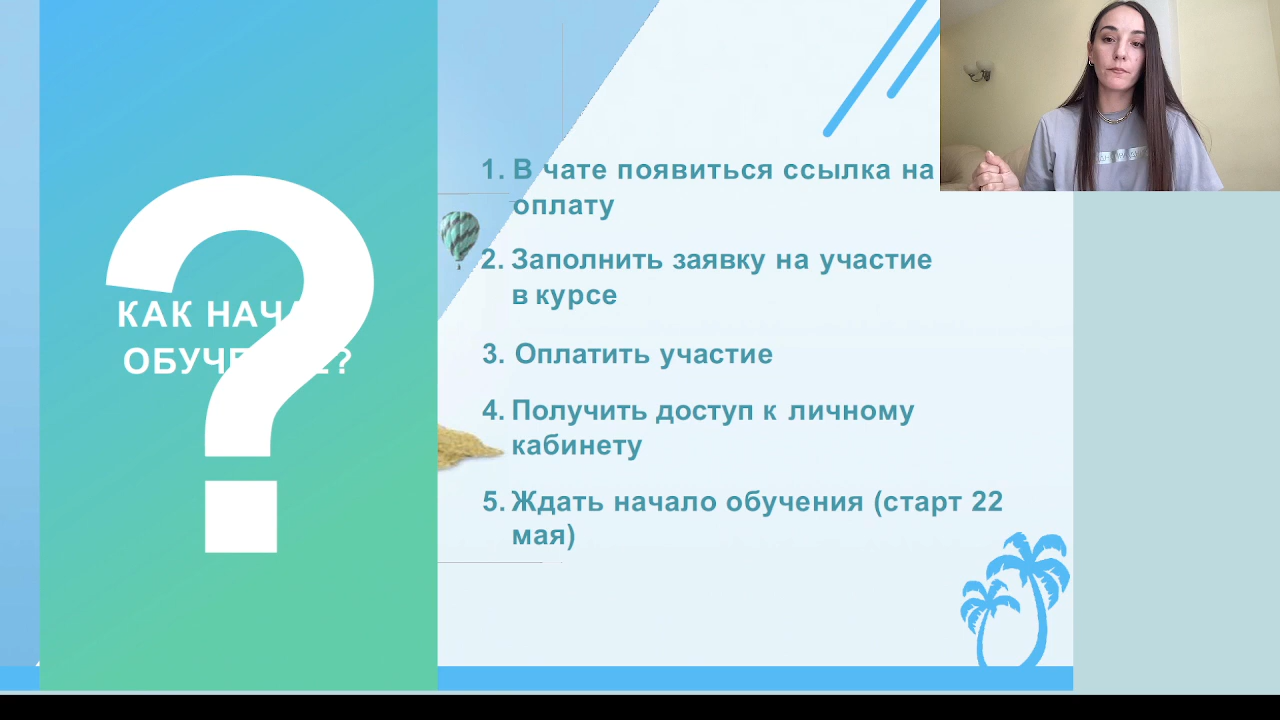 КАК НАЧ
ОБУЧЕ ?
1. В чате появиться ссылка на
оплату
2. Заполнить заявку на участие
в курсе
3. Оплатить участие
4. Получить доступ к личному
кабинету
5. Ждать начало обучения (старт 22
мая)